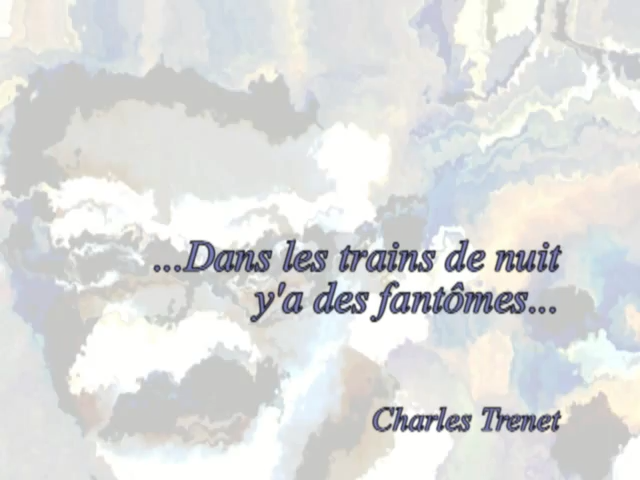 ...Dans les trains de nuit
y'a des fantômes...
Charles Trenet